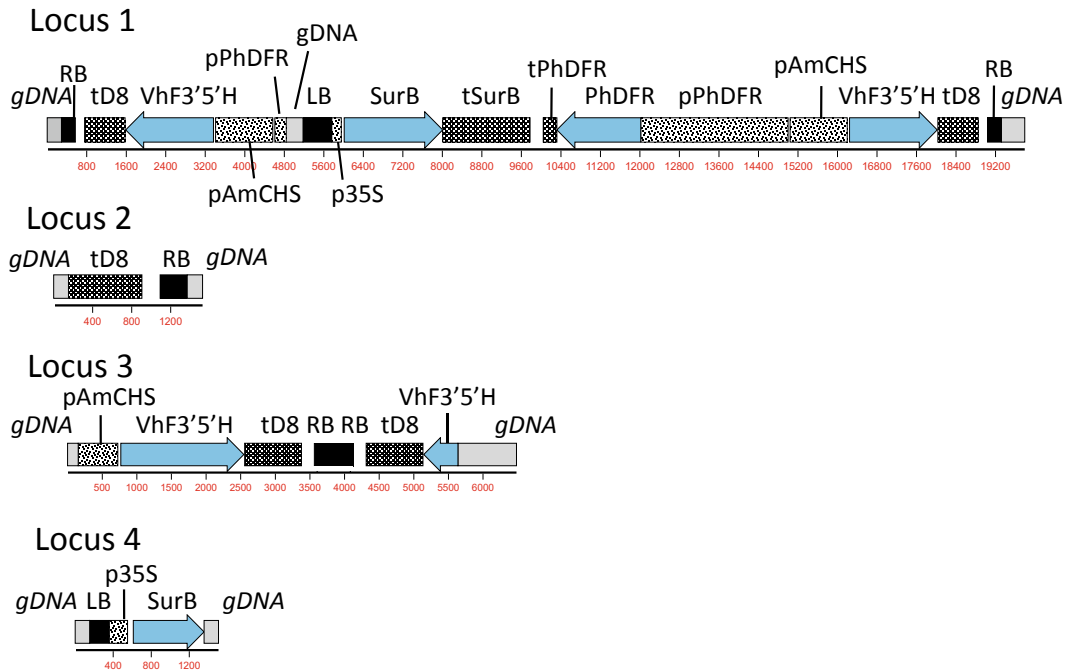 Locus 1
gDNA
pPhDFR
pAmCHS
tPhDFR
RB
RB
gDNA tD8 VhF3’5’H LB SurB tSurB PhDFR pPhDFR VhF3’5’H tD8 gDNA
800 1600 2400 3200 4000 4800 5600 6400 7200 8000 8800 9600 10400 11200 12000 12800 13600 14400 15200 16000 16800 17600 18400 19200
pAmCHS p35S
Locus 2
gDNA tD8 RB gDNA
400 800 1200
Locus 3
pAmCHS VhF3’5’H
gDNA VhF3’5’H tD8 RB RB tD8 gDNA
500 1000 1500 2000 2500 3000 3500 4000 4500 5000 5500 6000
Locus 4
p35S
gDNA LB SurB gDNA
400 800 1200